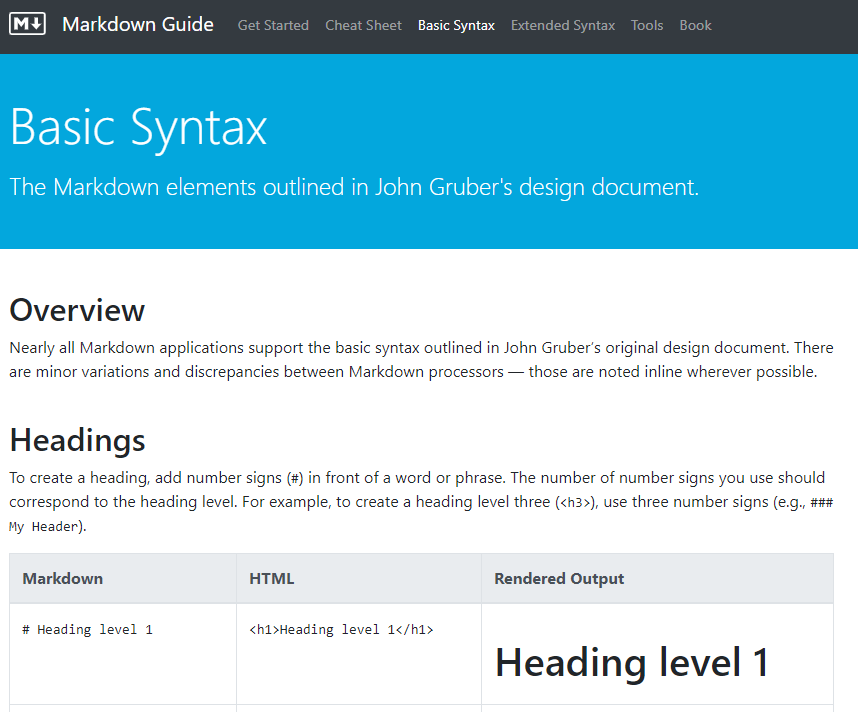 M↓ Markdown Guide Get Started Cheat Sheet Basic Syntax Extended Syntax Tools Book
Basic Syntax
The Markdown elements outlined in John Gruber's design document.
Overview
Nearly all Markdown applications support the basic syntax outlined in John Gruber’s original design document. There
are minor variations and discrepancies between Markdown processors — those are noted inline wherever possible.
Headings
To create a heading, add number signs (#) in front of a word or phrase. The number of number signs you use should
correspond to the heading level. For example, to create a heading level three (<h3>), use three number signs (e.g., ###
My Header).
Markdown HTML Rendered Output
# Heading level 1 <h1>Heading level 1</h1> Heading level 1